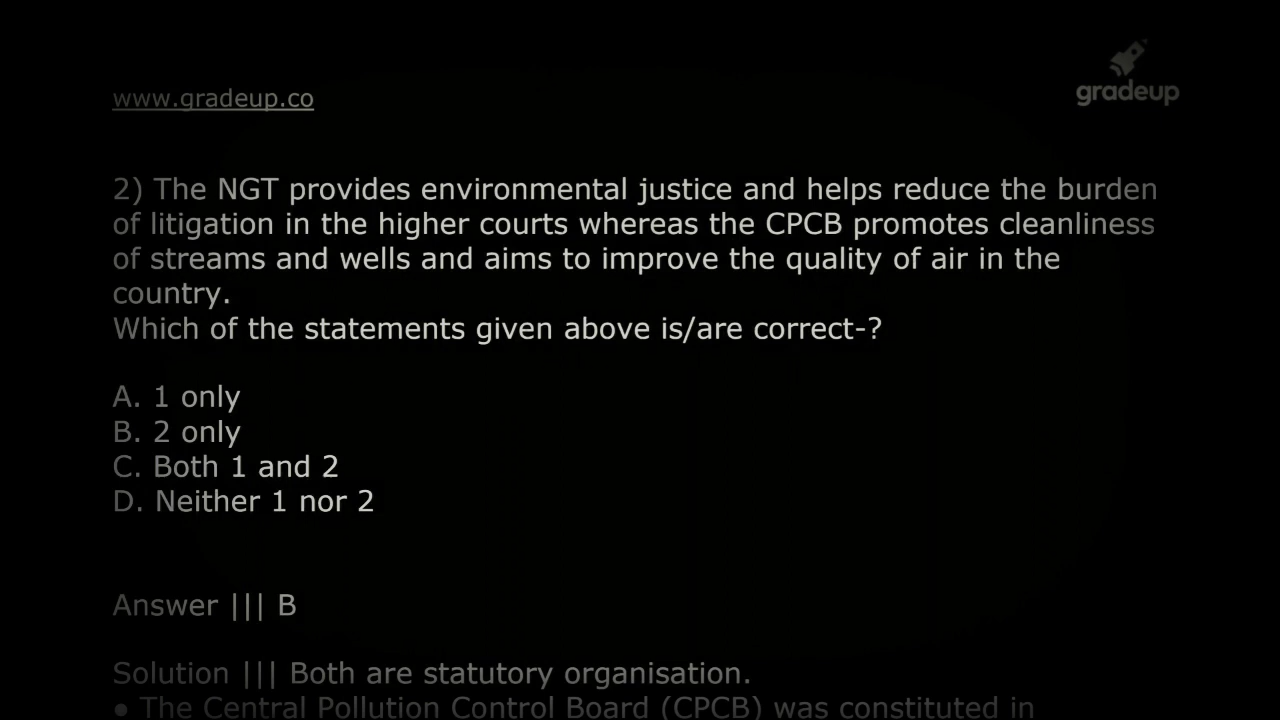 www.gradeup.co
gradeup
2) The NGT provides environmental justice and helps reduce the burden
of litigation in the higher courts whereas the CPCB promotes cleanliness
of streams and wells and aims to improve the quality of air in the
country.
Which of the statements given above is/are correct-?
A. 1 only
B. 2 only
C. Both 1 and 2
D. Neither 1 nor 2
Answer ||| B
Solution ||| Both are statutory organisation.
● The Central Pollution Control Board (CPCB) was constituted in